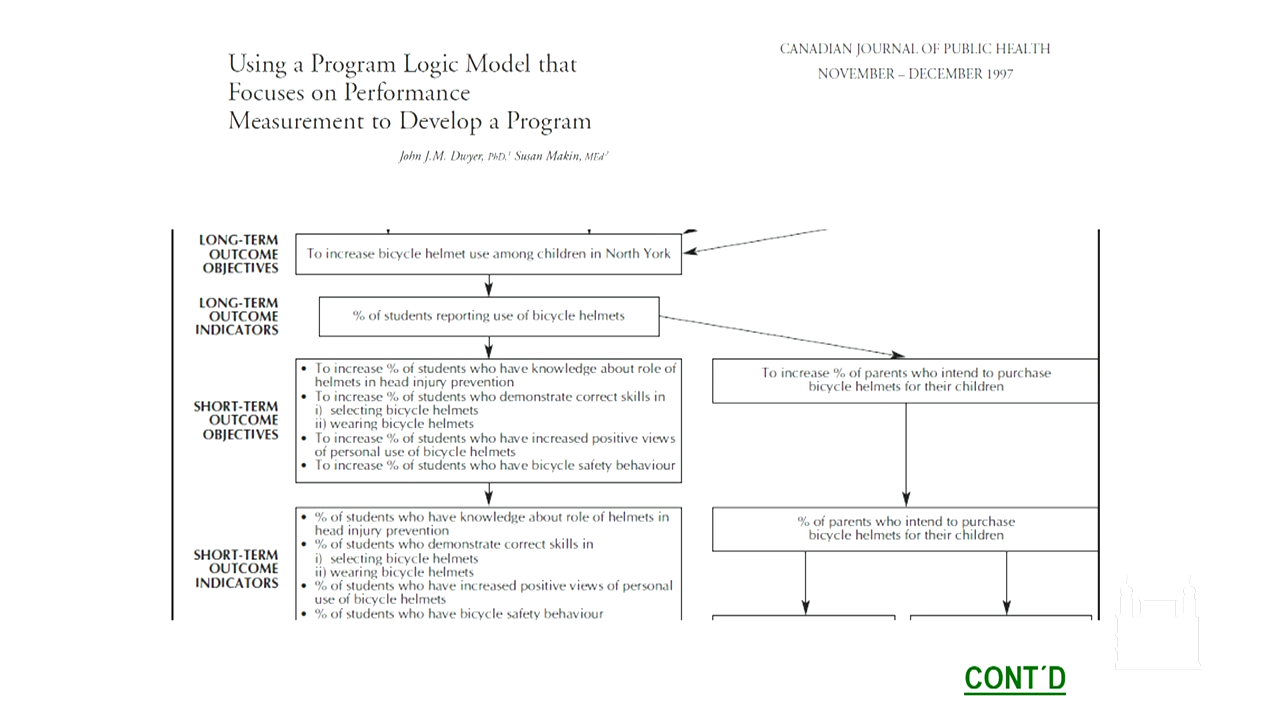 Using a Program Logic Model that
Focuses on Performance
Measurement to Develop a Program
John J.M. Dwyer, PhD,¹ Susan Makin, MEd²
CANADIAN JOURNAL OF PUBLIC HEALTH
NOVEMBER – DECEMBER 1997
LONG-TERM
OUTCOME
OBJECTIVES
To increase bicycle helmet use among children in North York
LONG-TERM
OUTCOME
INDICATORS
% of students reporting use of bicycle helmets
SHORT-TERM
OUTCOME
OBJECTIVES
• To increase % of students who have knowledge about role of
helmets in head injury prevention
• To increase % of students who demonstrate correct skills in
i) selecting bicycle helmets
ii) wearing bicycle helmets
• To increase % of students who have increased positive views
of personal use of bicycle helmets
• To increase % of students who have bicycle safety behaviour
To increase % of parents who intend to purchase
bicycle helmets for their children
SHORT-TERM
OUTCOME
INDICATORS
• % of students who have knowledge about role of helmets in
head injury prevention
• % of students who demonstrate correct skills in
i) selecting bicycle helmets
ii) wearing bicycle helmets
• % of students who have increased positive views of personal
use of bicycle helmets
• % of students who have bicycle safety behaviour
% of parents who intend to purchase
bicycle helmets for their children
CONT´D